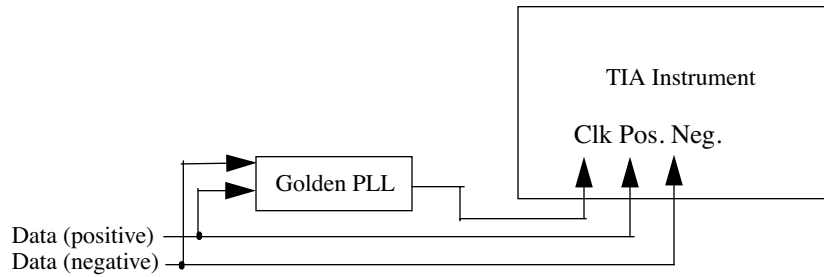 TIA Instrument
Clk Pos. Neg.
Golden PLL
Data (positive)
Data (negative)